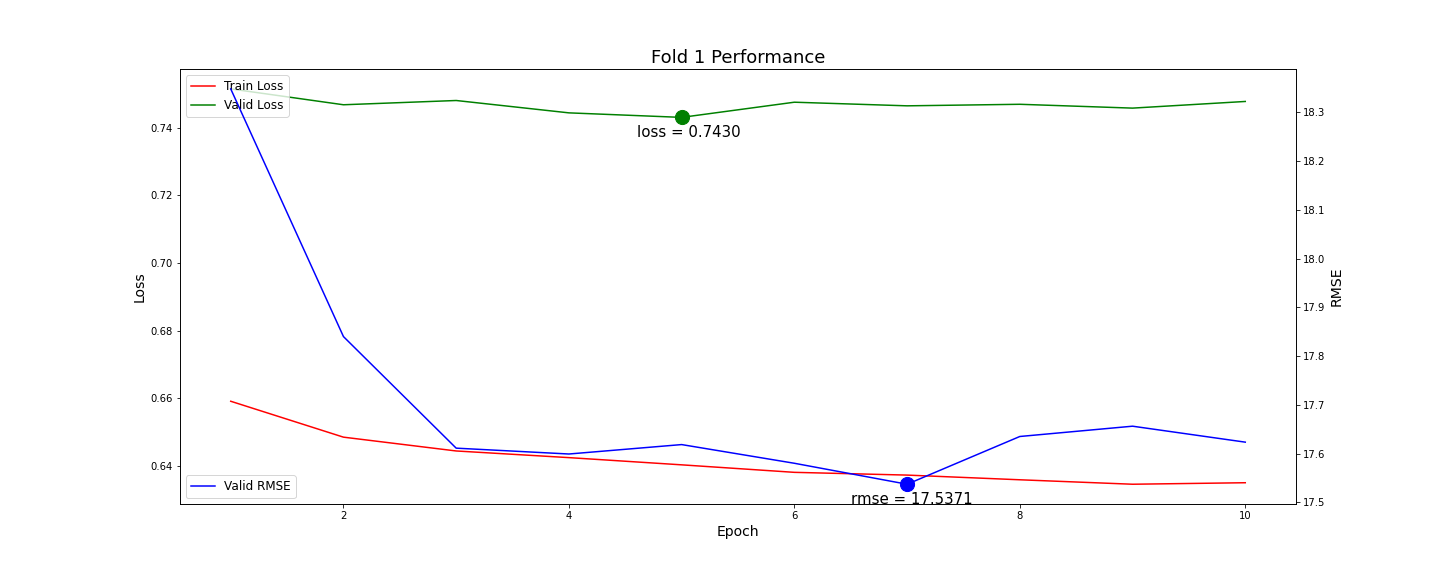 Fold 1 Performance
Train Loss
Valid Loss
loss = 0.7430
Valid RMSE
rmse = 17.5371
Loss
0.74
0.72
0.70
0.68
0.66
0.64
RMSE
18.3
18.2
18.1
18.0
17.9
17.8
17.7
17.6
17.5
2 4 6 8 10
Epoch